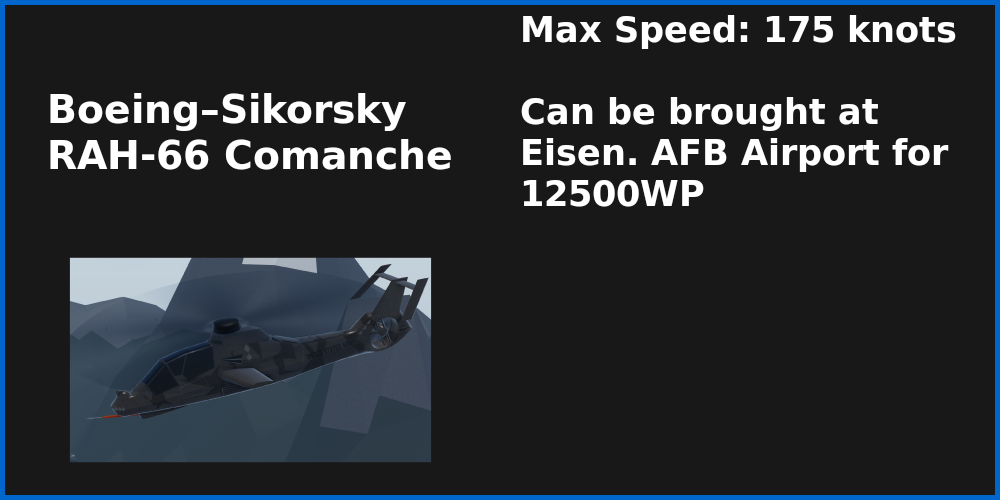 Boeing–Sikorsky
RAH-66 Comanche
Max Speed: 175 knots
Can be brought at
Eisen. AFB Airport for
12500WP